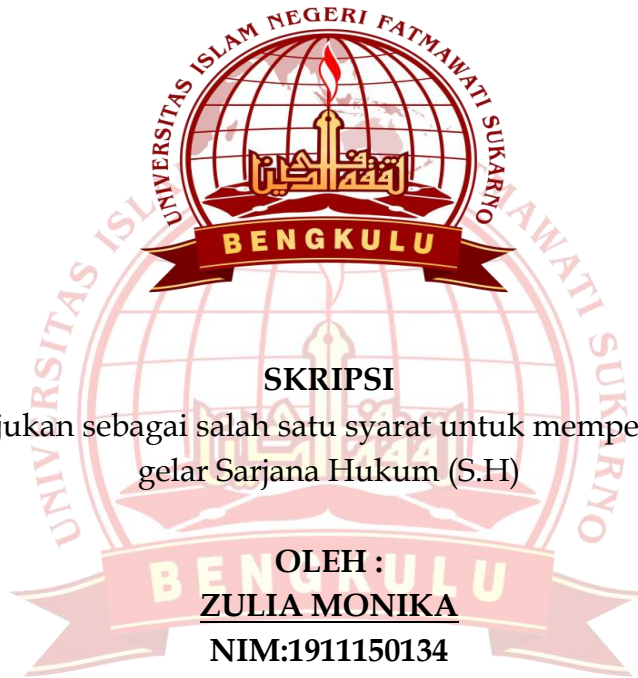 UNIVERSITAS ISLAM NEGERI FATMAWATI SUKARNO
BENGKULU
SKRIPSI
jukan sebagai salah satu syarat untuk mempe
gelar Sarjana Hukum (S.H)
OLEH :
ZULIA MONIKA
NIM:1911150134